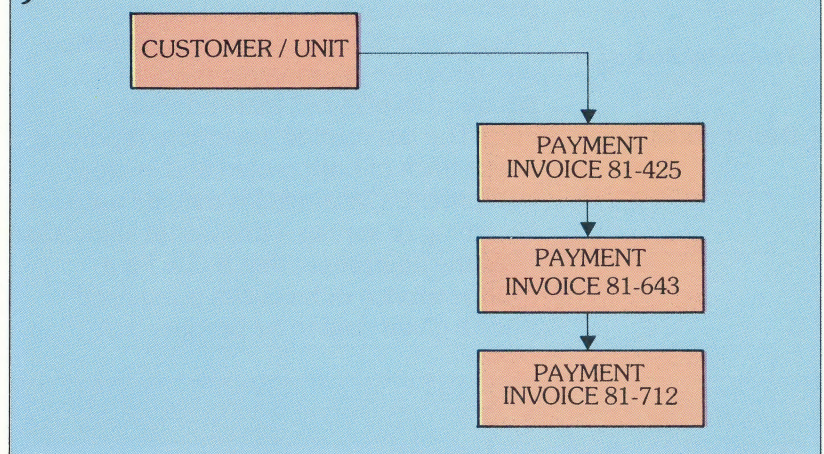 CUSTOMER / UNIT
PAYMENT
INVOICE 81-425
PAYMENT
INVOICE 81-643
PAYMENT
INVOICE 81-712